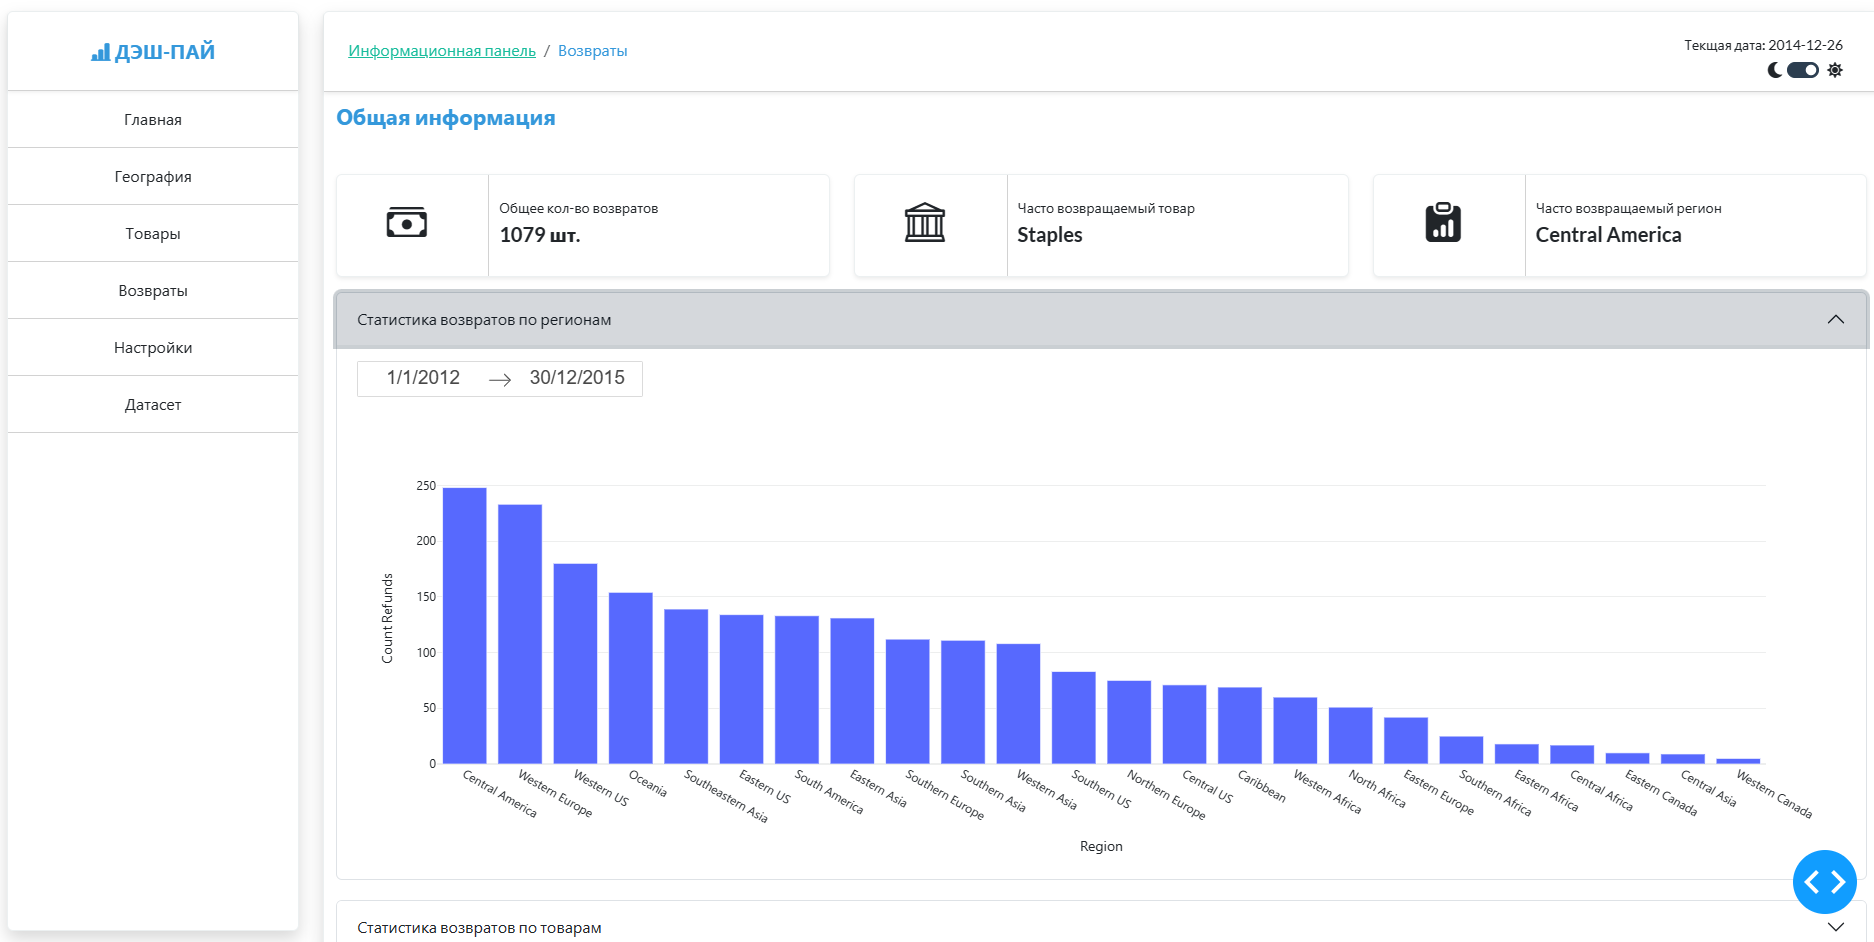 ДЭШ-ПАЙ
Главная
География
Товары
Возвраты
Настройки
Датасет
Информационная панель / Возвраты
Текщая дата: 2014-12-26
Общая информация
Общее кол-во возвратов
1079 шт.
Часто возвращаемый товар
Staples
Часто возвращаемый регион
Central America
Статистика возвратов по регионам
1/1/2012 → 30/12/2015
250
200
150
100
50
0
Count Refunds
Central America
Western Europe
Western US
Oceania
Southeastern Asia
Eastern US
South America
Eastern Asia
Southern Europe
Southern Asia
Western Asia
Southern US
Northern Europe
Central US
Caribbean
Western Africa
North Africa
Eastern Europe
Southern Africa
Eastern Africa
Central Africa
Eastern Canada
Central Asia
Western Canada
Region
Статистика возвратов по товарам